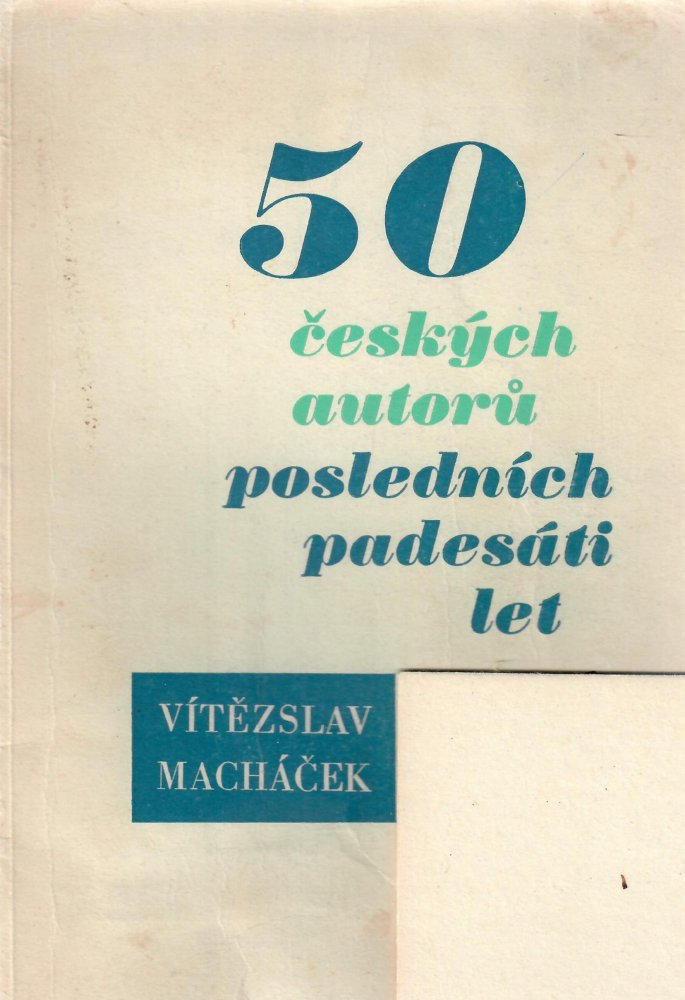 50
českých
autorů
posledních
padesáti
let
VÍTĚZSLAV
MACHÁČEK